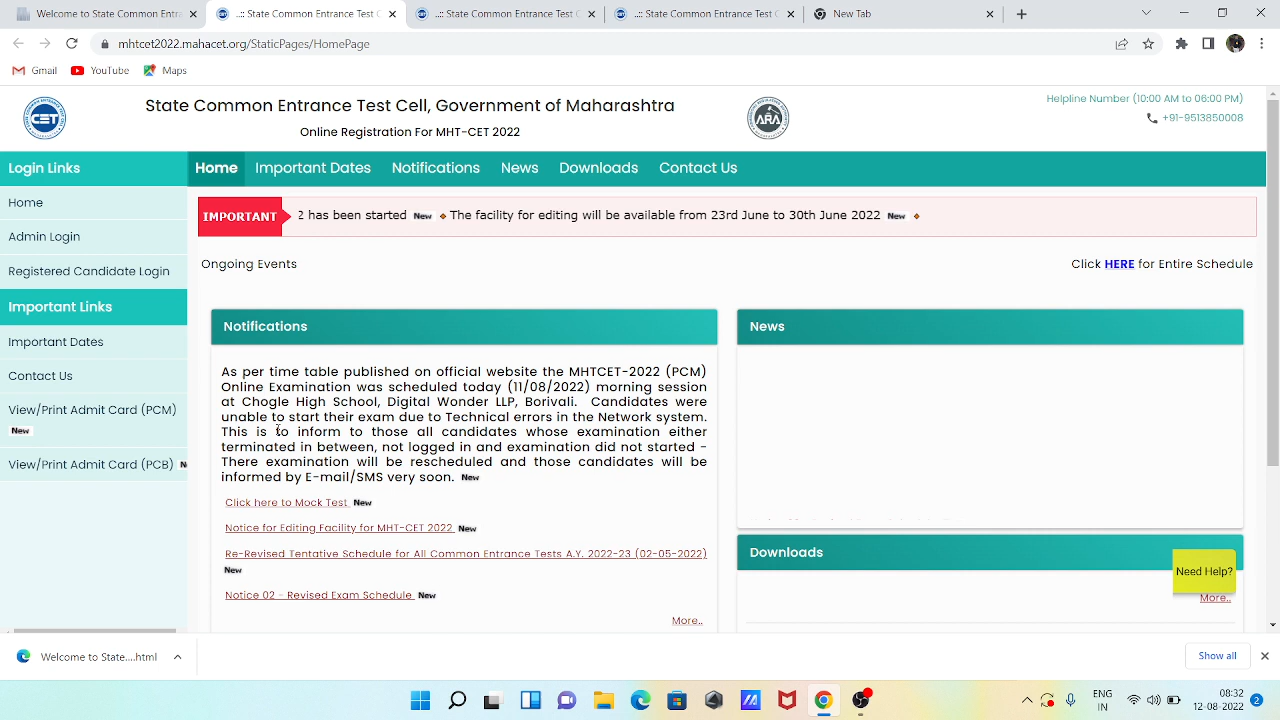 Welcome to State Common Entrance
.:: State Common Entrance Test C
.:: State Common Entrance Test C
.:: State Common Entrance Test C
New Tab
mhtcet2022.mahacet.org/StaticPages/HomePage
Gmail YouTube Maps
State Common Entrance Test Cell, Government of Maharashtra
Online Registration For MHT-CET 2022
CET
ARA
Helpline Number (10:00 AM to 06:00 PM)
+91-9513850008
Login Links
Home
Admin Login
Registered Candidate Login
Important Links
Important Dates
Contact Us
View/Print Admit Card (PCM)
New
View/Print Admit Card (PCB) N
Home Important Dates Notifications News Downloads Contact Us
IMPORTANT 2 has been started New The facility for editing will be available from 23rd June to 30th June 2022 New
Ongoing Events
Click HERE for Entire Schedule
Notifications
As per time table published on official website the MHTCET-2022 (PCM)
Online Examination was scheduled today (11/08/2022) morning session
at Chogle High School, Digital Wonder LLP, Borivali. Candidates were
unable to start their exam due to Technical errors in the Network system.
This is to inform to those all candidates whose examination either
terminated in between, not logged in and examination did not started -
There examination will be rescheduled and those candidates will be
informed by E-mail/SMS very soon. New
Click here to Mock Test New
Notice for Editing Facility for MHT-CET 2022 New
Re-Revised Tentative Schedule for All Common Entrance Tests A.Y. 2022-23 (02-05-2022)
New
Notice 02 - Revised Exam Schedule New
More..
News
Downloads
Need Help?
More..
Welcome to State....html
Show all
ENG
IN
08:32
12-08-2022
2